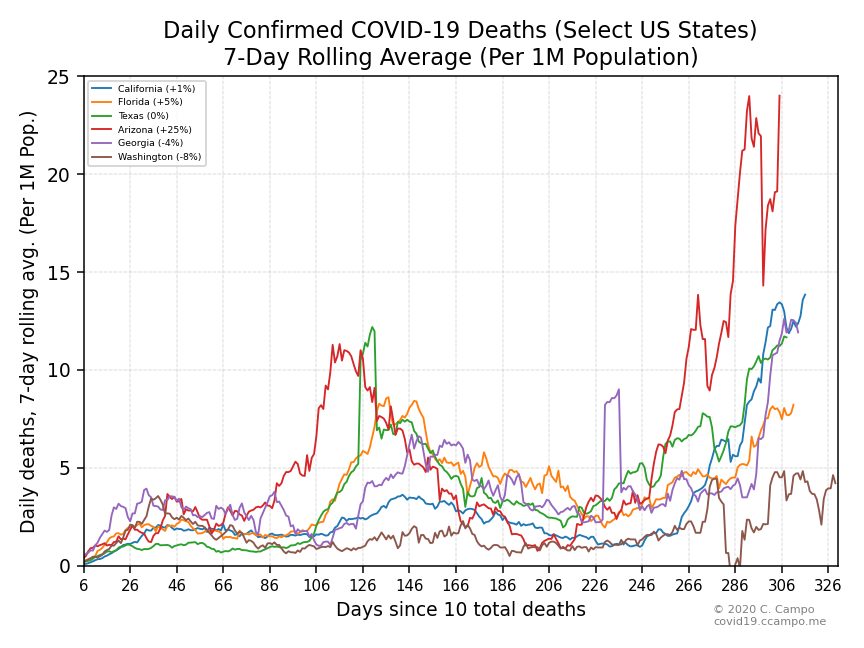 Daily Confirmed COVID-19 Deaths (Select US States)
7-Day Rolling Average (Per 1M Population)
Daily deaths, 7-day rolling avg. (Per 1M Pop.)
25
20
15
10
5
0
California (+1%)
Florida (+5%)
Texas (0%)
Arizona (+25%)
Georgia (-4%)
Washington (-8%)
6 26 46 66 86 106 126 146 166 186 206 226 246 266 286 306 326
Days since 10 total deaths
© 2020 C. Campo
covid19.ccampo.me